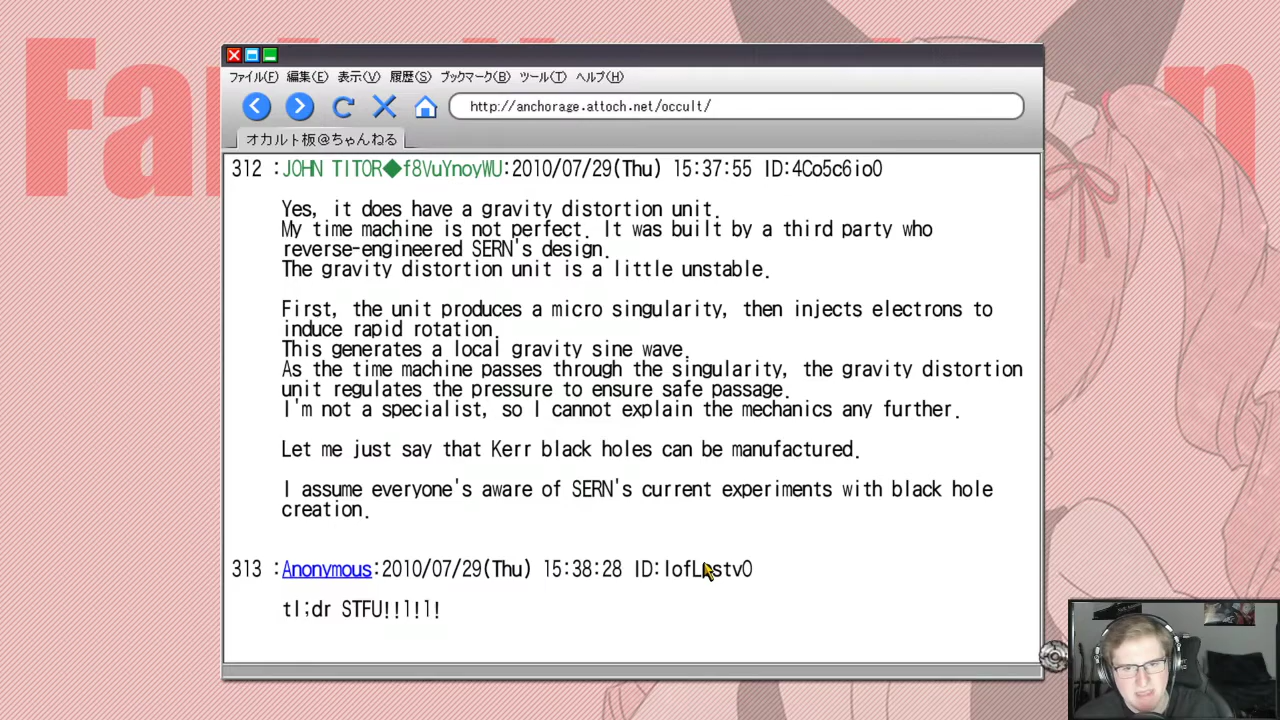 ファイル(F) 編集(E) 表示(V) 履歴(S) ブックマーク(B) ツール(T) ヘルプ(H)
http://anchorage.attoch.net/occult/
オカルト板@ちゃんねる
312 :JOHN TITOR◆f8VuYnoyWU:2010/07/29(Thu) 15:37:55 ID:4Co5c6io0
Yes, it does have a gravity distortion unit.
My time machine is not perfect. It was built by a third party who
reverse-engineered SERN's design.
The gravity distortion unit is a little unstable.
First, the unit produces a micro singularity, then injects electrons to
induce rapid rotation.
This generates a local gravity sine wave.
As the time machine passes through the singularity, the gravity distortion
unit regulates the pressure to ensure safe passage.
I'm not a specialist, so I cannot explain the mechanics any further.
Let me just say that Kerr black holes can be manufactured.
I assume everyone's aware of SERN's current experiments with black hole
creation.
313 :Anonymous:2010/07/29(Thu) 15:38:28
tl;dr STFU!!1!1!